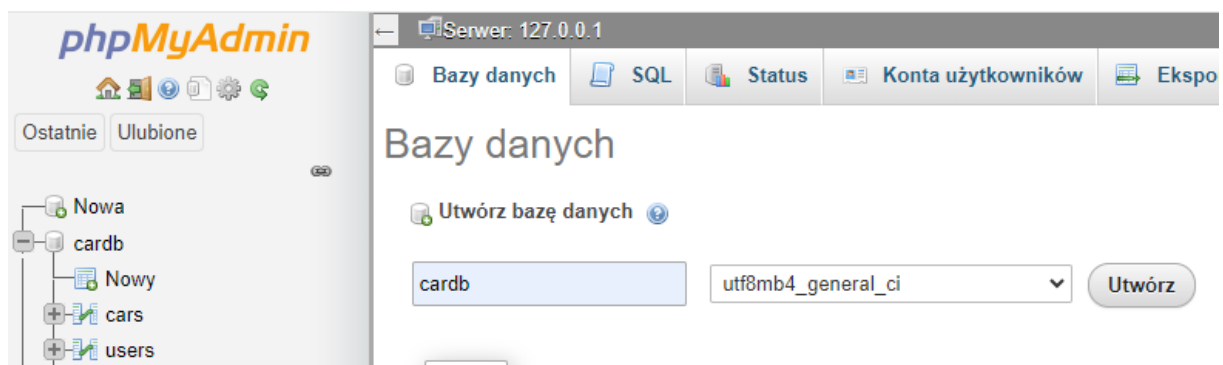 phpMyAdmin
Ostatnie Ulubione
Nowa
cardb
Nowy
cars
users
Serwer: 127.0.0.1
Bazy danych SQL Status Konta użytkowników Ekspo
Bazy danych
Utwórz bazę danych
cardb utf8mb4_general_ci Utwórz